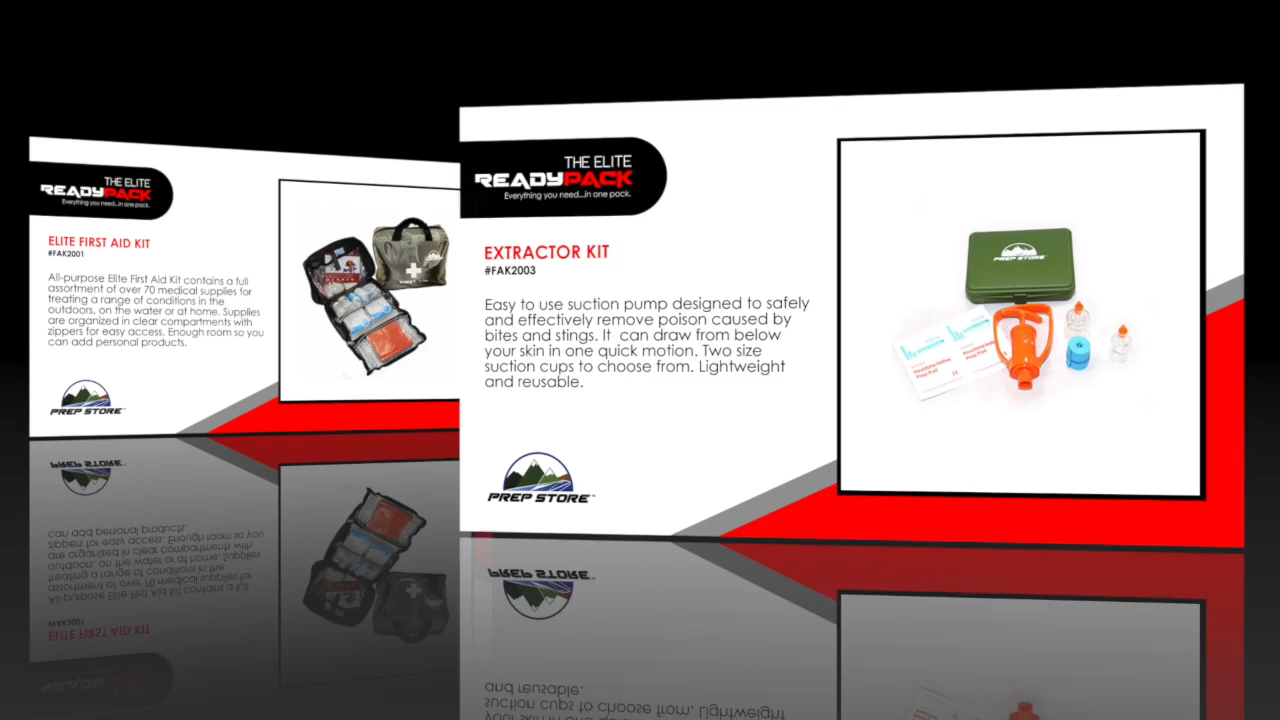 THE ELITE
READYPACK
Everything you need...in one pack.
ELITE FIRST AID KIT
#FAK2001
All-purpose Elite First Aid Kit contains a full
assortment of over 70 medical supplies for
treating a range of conditions in the
outdoors, on the water or at home. Supplies
are organized in clear compartments with
zippers for easy access. Enough room so you
can add personal products.
PREP STORE™
THE ELITE
READYPACK
Everything you need...in one pack.
EXTRACTOR KIT
#FAK2003
Easy to use suction pump designed to safely
and effectively remove poison caused by
bites and stings. It can draw from below
your skin in one quick motion. Two size
suction cups to choose from. Lightweight
and reusable.
PREP STORE™
PREP STORE
Prep Pad
Prep Pad